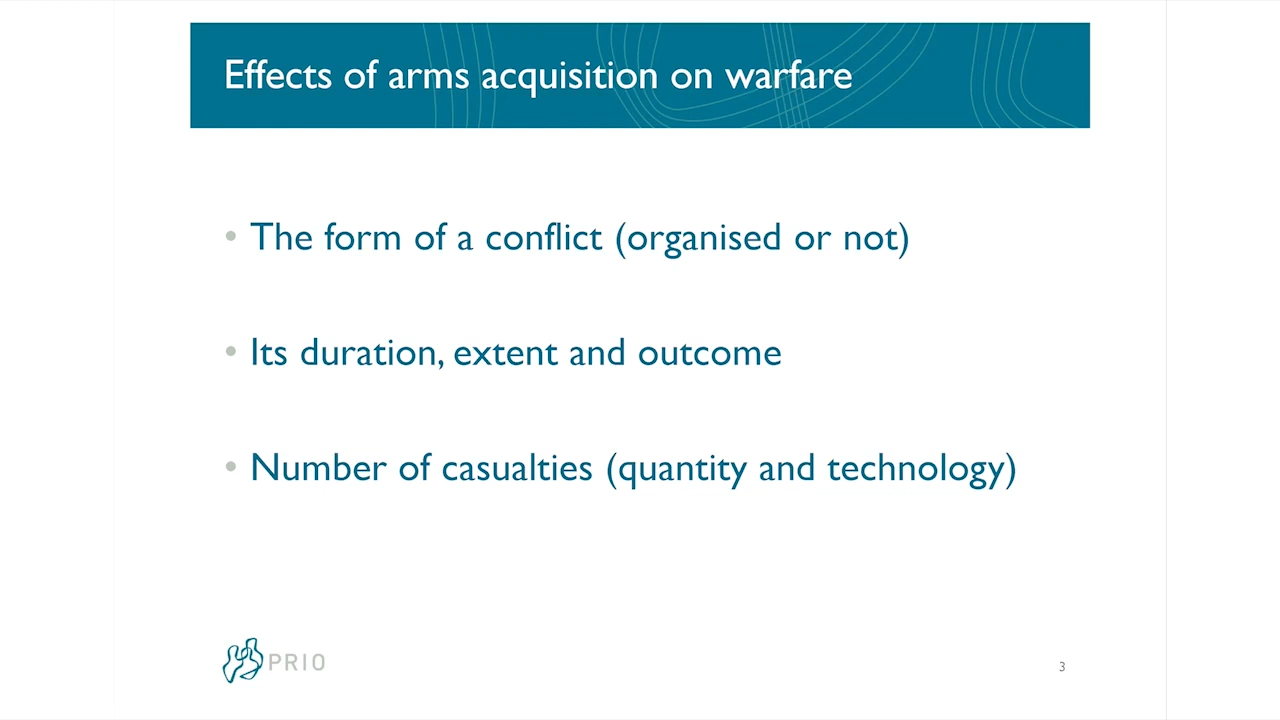 Effects of arms acquisition on warfare
• The form of a conflict (organised or not)
• Its duration, extent and outcome
• Number of casualties (quantity and technology)
PRIO
3